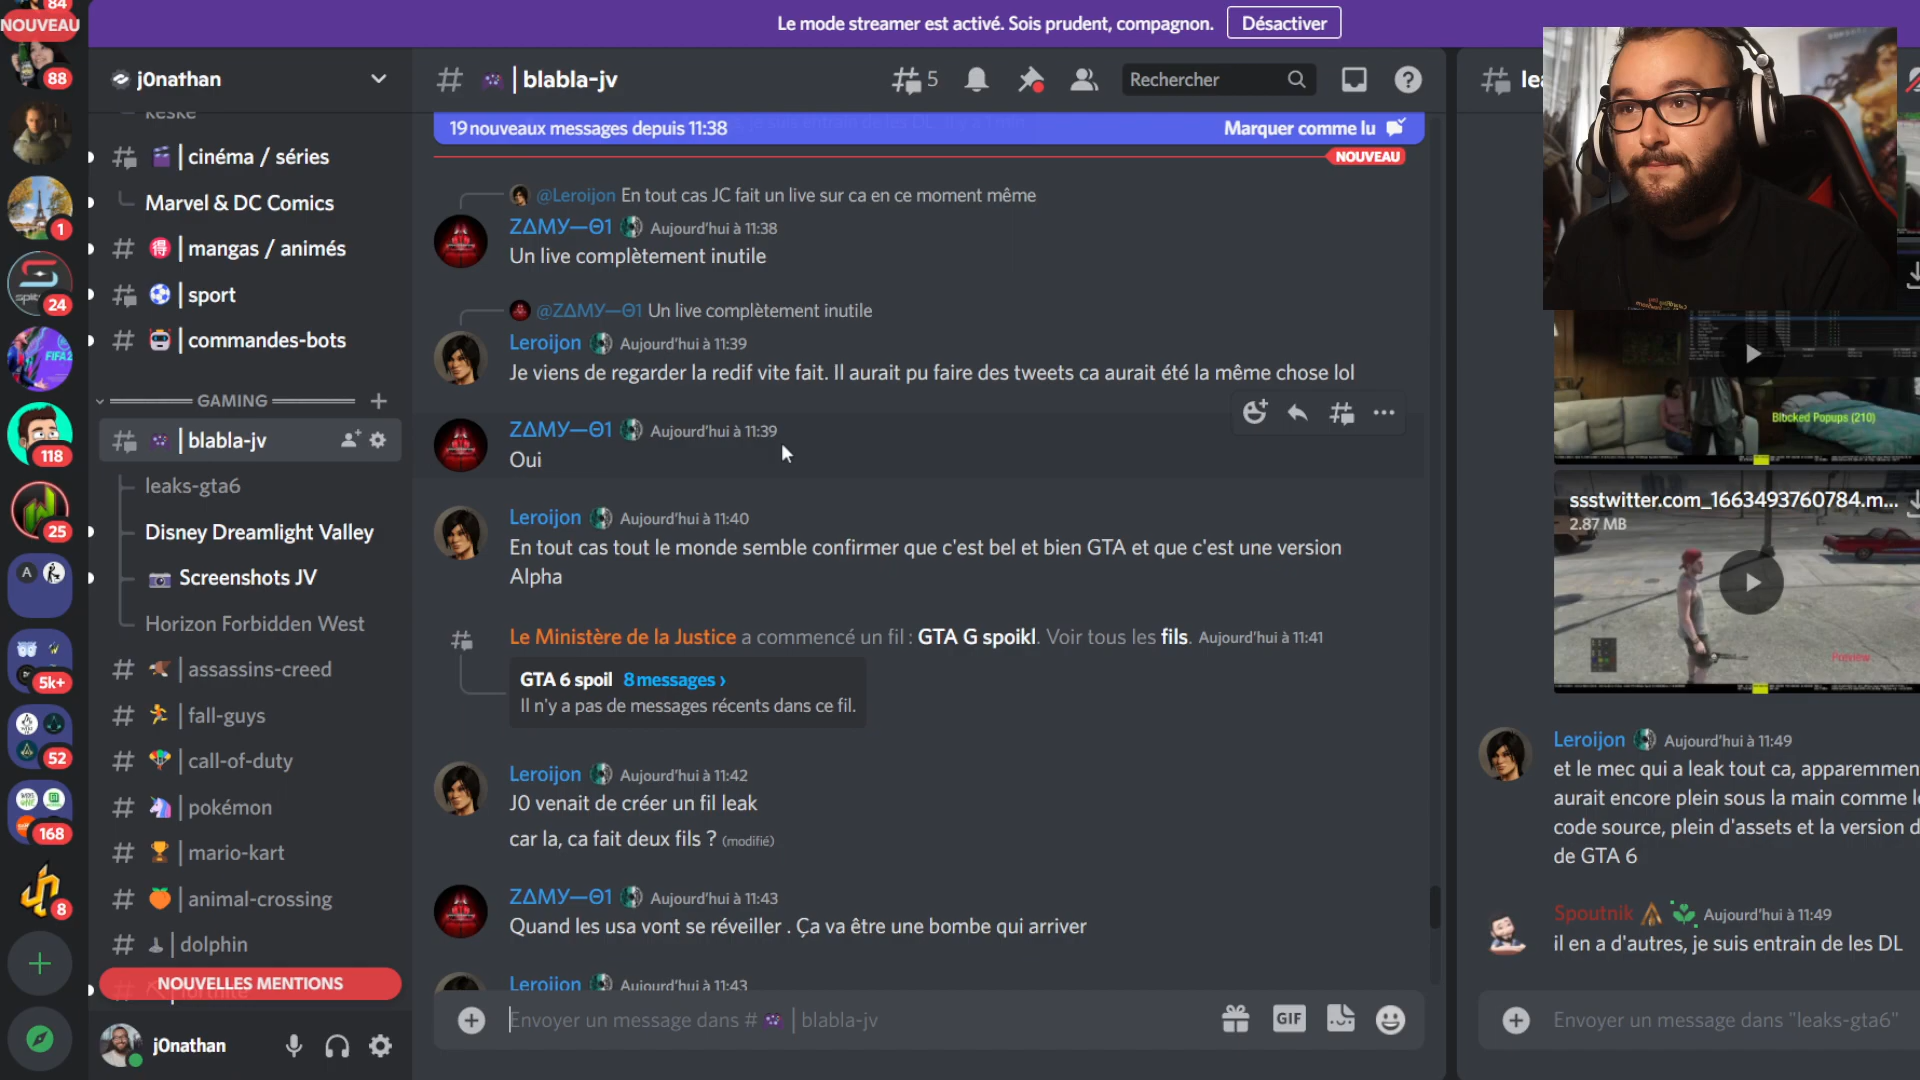 84
NOUVEAU
88
1
24
FIFA2
118
25
5k+
52
168
8
Le mode streamer est activé. Sois prudent, compagnon.
Désactiver
j0nathan
keske
cinéma / séries
Marvel & DC Comics
mangas / animés
sport
commandes-bots
GAMING
blabla-jv
leaks-gta6
Disney Dreamlight Valley
Screenshots JV
Horizon Forbidden West
assassins-creed
fall-guys
call-of-duty
pokémon
mario-kart
animal-crossing
dolphin
NOUVELLES MENTIONS
j0nathan
# | blabla-jv
5
Rechercher
19 nouveaux messages depuis 11:38
Marquer comme lu
NOUVEAU
@Leroijon En tout cas JC fait un live sur ca en ce moment même
ZΔMУ—Θ1 Aujourd'hui à 11:38
Un live complètement inutile
@ZΔMУ—Θ1 Un live complètement inutile
Leroijon Aujourd'hui à 11:39
Je viens de regarder la redif vite fait. Il aurait pu faire des tweets ca aurait été la même chose lol
ZΔMУ—Θ1 Aujourd'hui à 11:39
Oui
Leroijon Aujourd'hui à 11:40
En tout cas tout le monde semble confirmer que c'est bel et bien GTA et que c'est une version
Alpha
Le Ministère de la Justice a commencé un fil : GTA G spoikl. Voir tous les fils. Aujourd'hui à 11:41
GTA 6 spoil 8 messages ›
Il n'y a pas de messages récents dans ce fil.
Leroijon Aujourd'hui à 11:42
J0 venait de créer un fil leak
car la, ca fait deux fils ? (modifié)
ZΔMУ—Θ1 Aujourd'hui à 11:43
Quand les usa vont se réveiller . Ça va être une bombe qui arriver
Leroijon Aujourd'hui à 11:43
Envoyer un message dans # | blabla-jv
GIF
Blocked Popups (210)
ssstwitter.com_1663493760784.m...
2.87 MB
Preview
Leroijon Aujourd'hui à 11:49
et le mec qui a leak tout ca, apparemmen
aurait encore plein sous la main comme l
code source, plein d'assets et la version d
de GTA 6
Spoutnik Aujourd'hui à 11:49
il en a d'autres, je suis entrain de les DL
Envoyer un message dans "leaks-gta6"